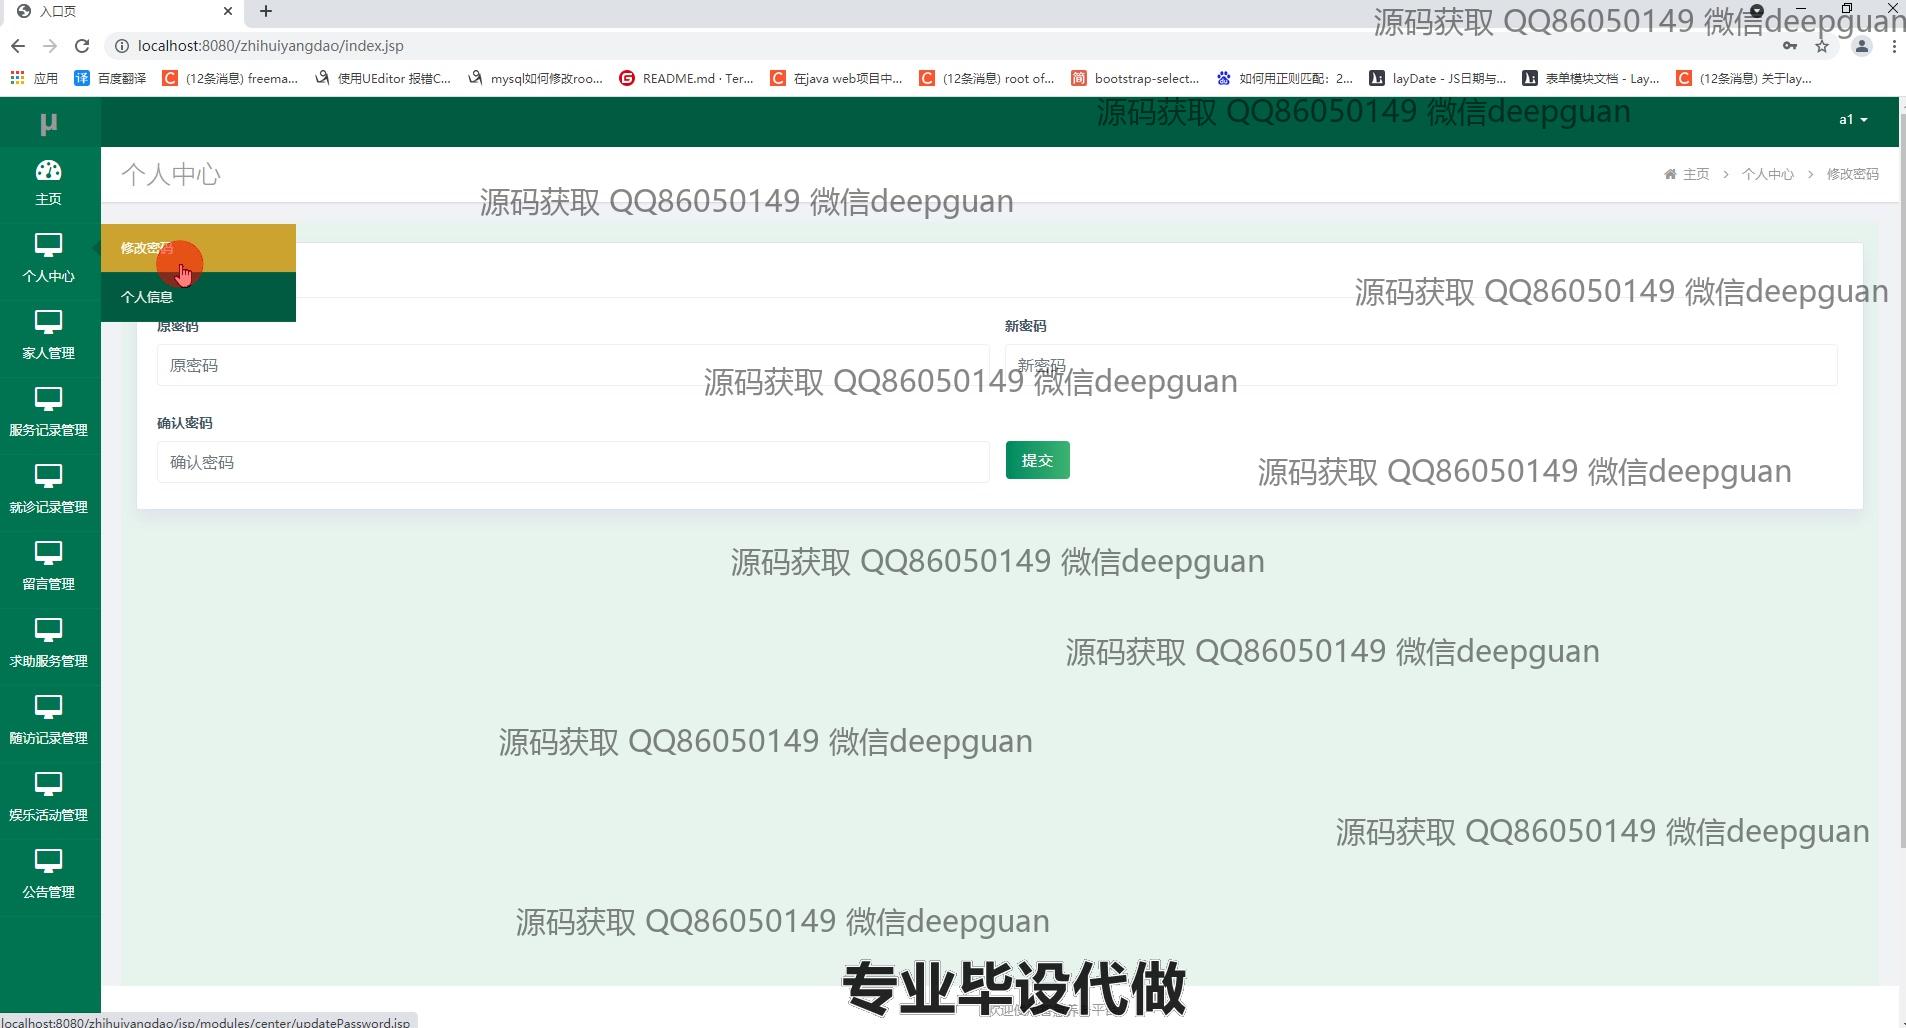 入口页
源码获取 QQ86050149 微信deepguan
localhost:8080/zhihuiyangdao/index.jsp
应用 百度翻译 (12条消息) freema... 使用UEditor 报错C... mysql如何修改roo... README.md · Ter... 在java web项目中... (12条消息) root of... bootstrap-select... 如何用正则匹配：2... layDate - JS日期与... 表单模块文档 - Lay... (12条消息) 关于lay...
μ
源码获取 QQ86050149 微信deepguan
a1
主页
个人中心
主页 > 个人中心 > 修改密码
源码获取 QQ86050149 微信deepguan
个人中心
修改密码
个人信息
源码获取 QQ86050149 微信deepguan
原密码
新密码
家人管理
原密码
新密码
源码获取 QQ86050149 微信deepguan
服务记录管理
确认密码
确认密码
提交
源码获取 QQ86050149 微信deepguan
就诊记录管理
留言管理
源码获取 QQ86050149 微信deepguan
求助服务管理
源码获取 QQ86050149 微信deepguan
随访记录管理
源码获取 QQ86050149 微信deepguan
娱乐活动管理
源码获取 QQ86050149 微信deepguan
公告管理
源码获取 QQ86050149 微信deepguan
专业毕设代做
localhost:8080/zhihuiyangdao/jsp/modules/center/updatePassword.jsp